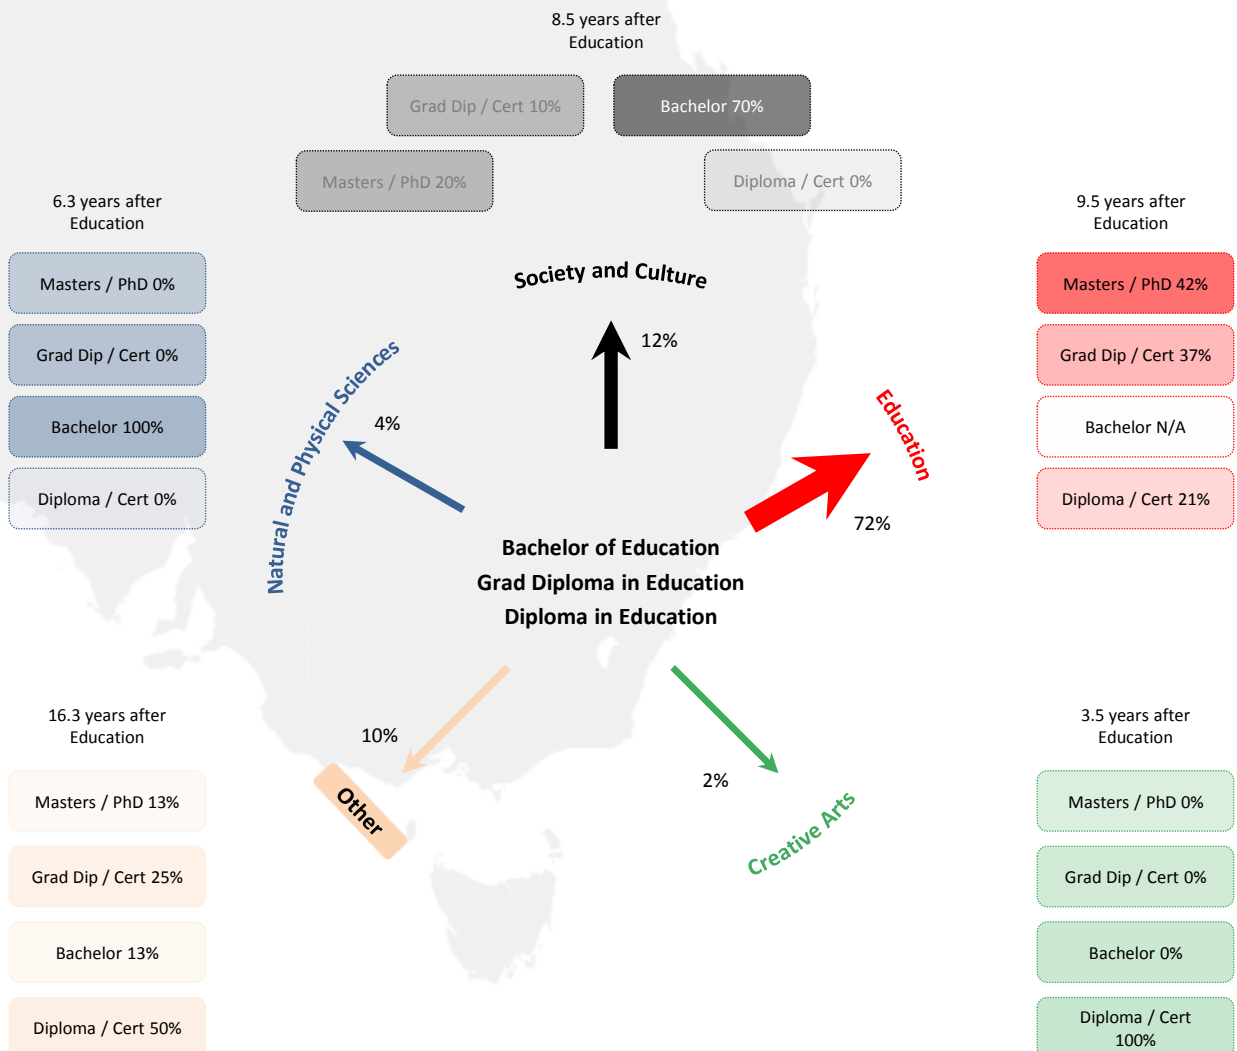 8.5 years after
Education
Grad Dip / Cert 10%
Bachelor 70%
Masters / PhD 20%
Diploma / Cert 0%
6.3 years after
Education
Masters / PhD 0%
Grad Dip / Cert 0%
Bachelor 100%
Diploma / Cert 0%
9.5 years after
Education
Masters / PhD 42%
Grad Dip / Cert 37%
Bachelor N/A
Diploma / Cert 21%
Society and Culture
12%
Natural and Physical Sciences
4%
Education
72%
Bachelor of Education
Grad Diploma in Education
Diploma in Education
10%
Other
2%
Creative Arts
16.3 years after
Education
Masters / PhD 13%
Grad Dip / Cert 25%
Bachelor 13%
Diploma / Cert 50%
3.5 years after
Education
Masters / PhD 0%
Grad Dip / Cert 0%
Bachelor 0%
Diploma / Cert
100%